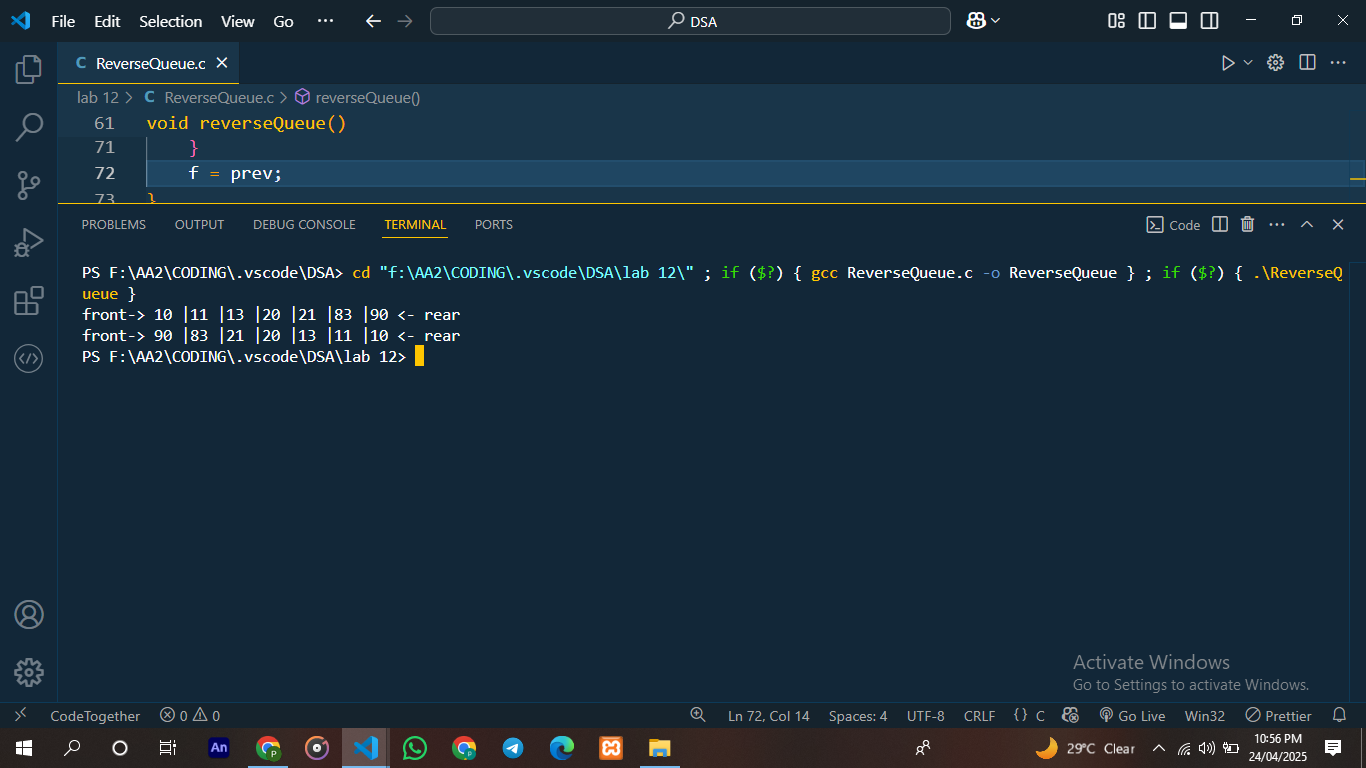 File Edit Selection View Go ··· DSA
C ReverseQueue.c
lab 12 > C ReverseQueue.c > reverseQueue()
61 void reverseQueue()
71 }
72 f = prev;
73 }
PROBLEMS OUTPUT DEBUG CONSOLE TERMINAL PORTS Code
PS F:\AA2\CODING\.vscode\DSA> cd "f:\AA2\CODING\.vscode\DSA\lab 12\" ; if ($?) { gcc ReverseQueue.c -o ReverseQueue } ; if ($?) { .\ReverseQ
ueue }
front-> 10 |11 |13 |20 |21 |83 |90 <- rear
front-> 90 |83 |21 |20 |13 |11 |10 <- rear
PS F:\AA2\CODING\.vscode\DSA\lab 12>
Activate Windows
Go to Settings to activate Windows.
CodeTogether 0 0 Ln 72, Col 14 Spaces: 4 UTF-8 CRLF {} C Go Live Win32 Prettier
An P 29°C Clear 10:56 PM
24/04/2025